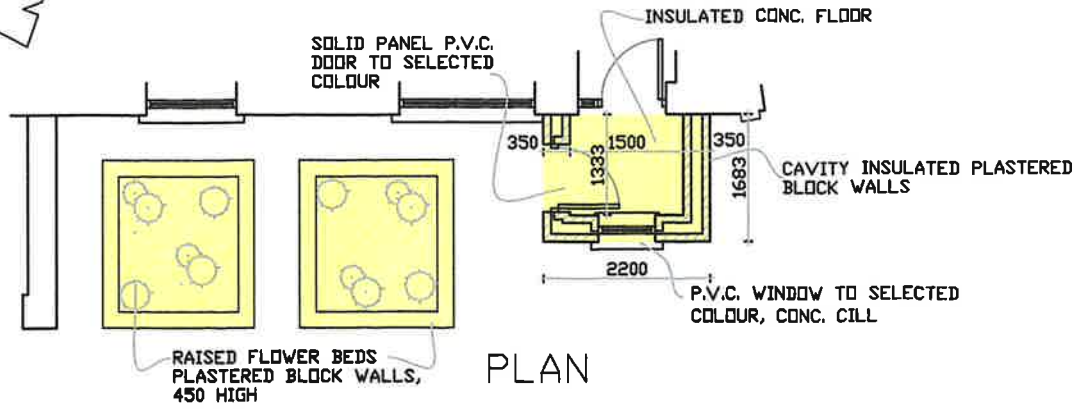 INSULATED CONC. FLOOR
SOLID PANEL P.V.C.
DOOR TO SELECTED
COLOUR
350
1500
350
1333
1683
CAVITY INSULATED PLASTERED
BLOCK WALLS
2200
P.V.C. WINDOW TO SELECTED
COLOUR, CONC. CILL
RAISED FLOWER BEDS
PLASTERED BLOCK WALLS,
450 HIGH
PLAN